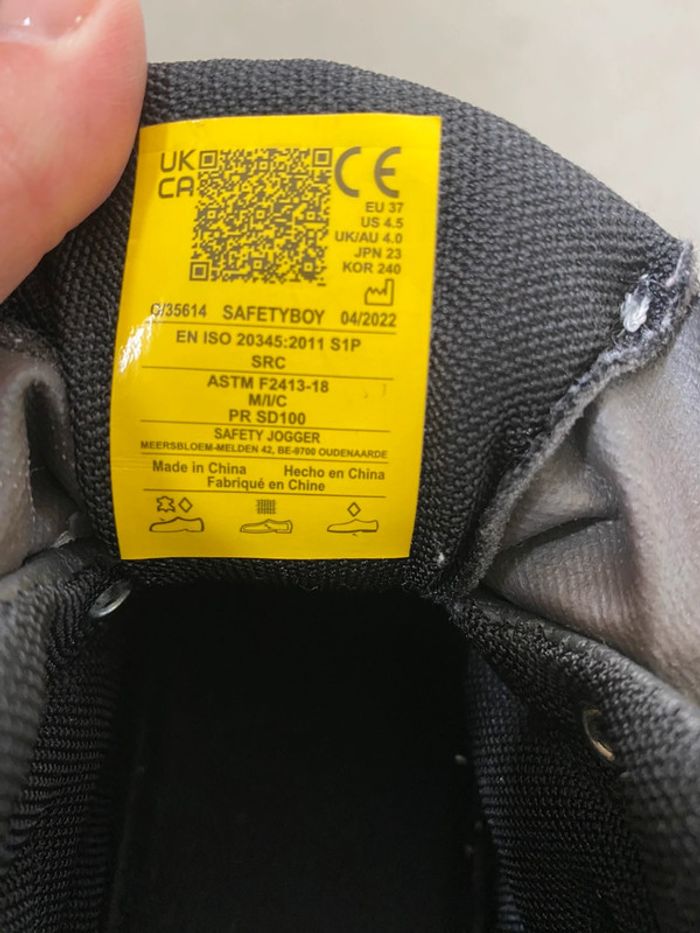 UK
CA
CE
EU 37
US 4.5
UK/AU 4.0
JPN 23
KOR 240
SAFETYBOY 04/2022
EN ISO 20345:2011 S1P
SRC
ASTM F2413-18
M/I/C
PR SD100
SAFETY JOGGER
MEERSBLOEM-MELDEN 42, BE-9700 OUDENAARDE
Made in China Hecho en China
Fabriqué en Chine